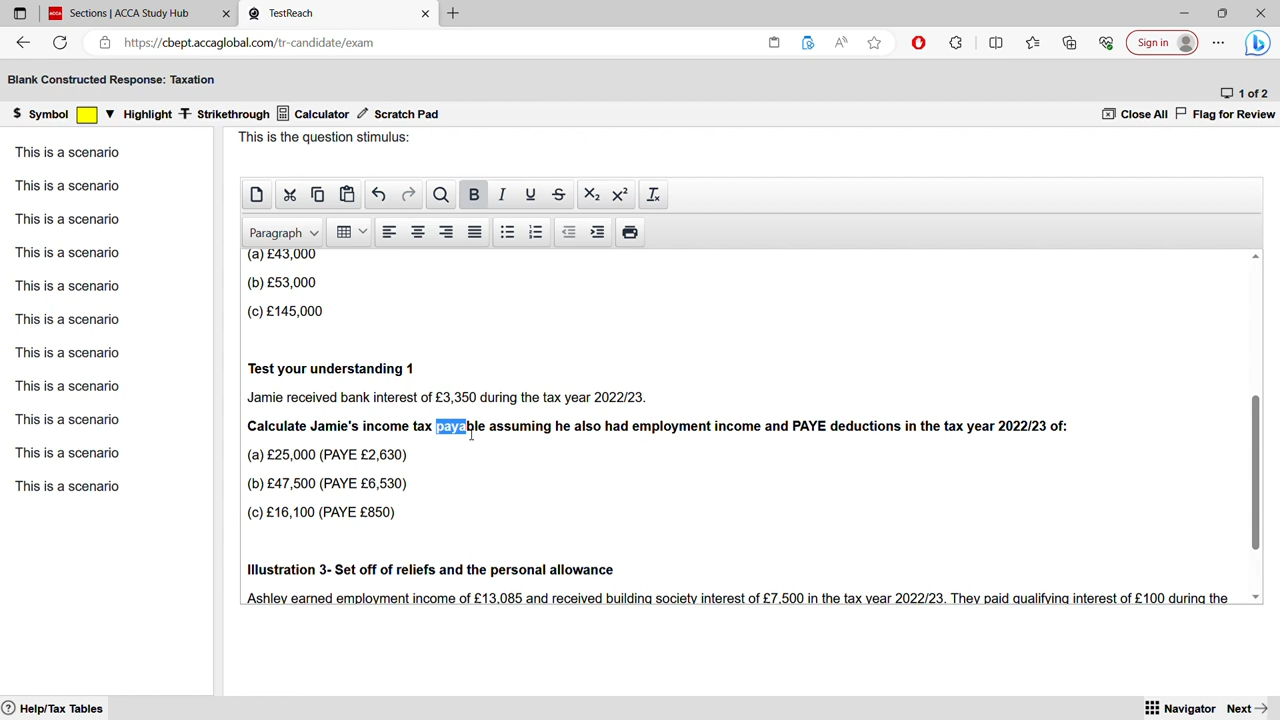 ACCA Sections | ACCA Study Hub
TestReach
https://cbept.accaglobal.com/tr-candidate/exam
Sign in
Blank Constructed Response: Taxation
1 of 2
$ Symbol
Highlight
Strikethrough
Calculator
Scratch Pad
Close All
Flag for Review
This is a scenario
This is a scenario
This is a scenario
This is a scenario
This is a scenario
This is a scenario
This is a scenario
This is a scenario
This is a scenario
This is a scenario
This is a scenario
This is the question stimulus:
Paragraph
(a) £43,000
(b) £53,000
(c) £145,000
Test your understanding 1
Jamie received bank interest of £3,350 during the tax year 2022/23.
Calculate Jamie's income tax payable assuming he also had employment income and PAYE deductions in the tax year 2022/23 of:
(a) £25,000 (PAYE £2,630)
(b) £47,500 (PAYE £6,530)
(c) £16,100 (PAYE £850)
Illustration 3- Set off of reliefs and the personal allowance
Ashley earned employment income of £13,085 and received building society interest of £7,500 in the tax year 2022/23. They paid qualifying interest of £100 during the
Help/Tax Tables
Navigator
Next